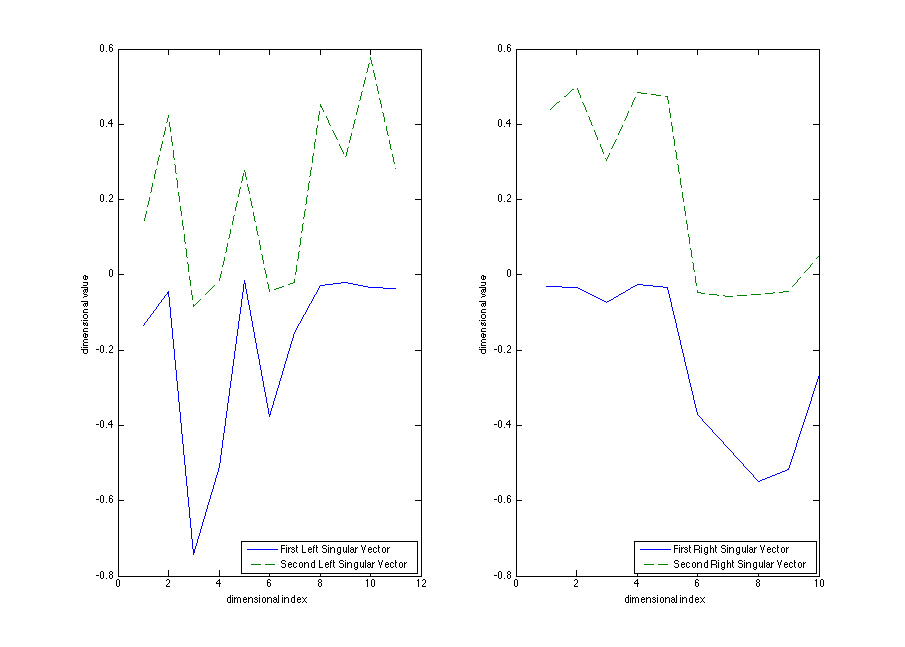 0.6
0.4
0.2
0
-0.2
-0.4
-0.6
-0.8
dimensional value
0 2 4 6 8 10 12
dimensional index
First Left Singular Vector
Second Left Singular Vector
0.6
0.4
0.2
0
-0.2
-0.4
-0.6
-0.8
dimensional value
0 2 4 6 8 10
dimensional index
First Right Singular Vector
Second Right Singular Vector